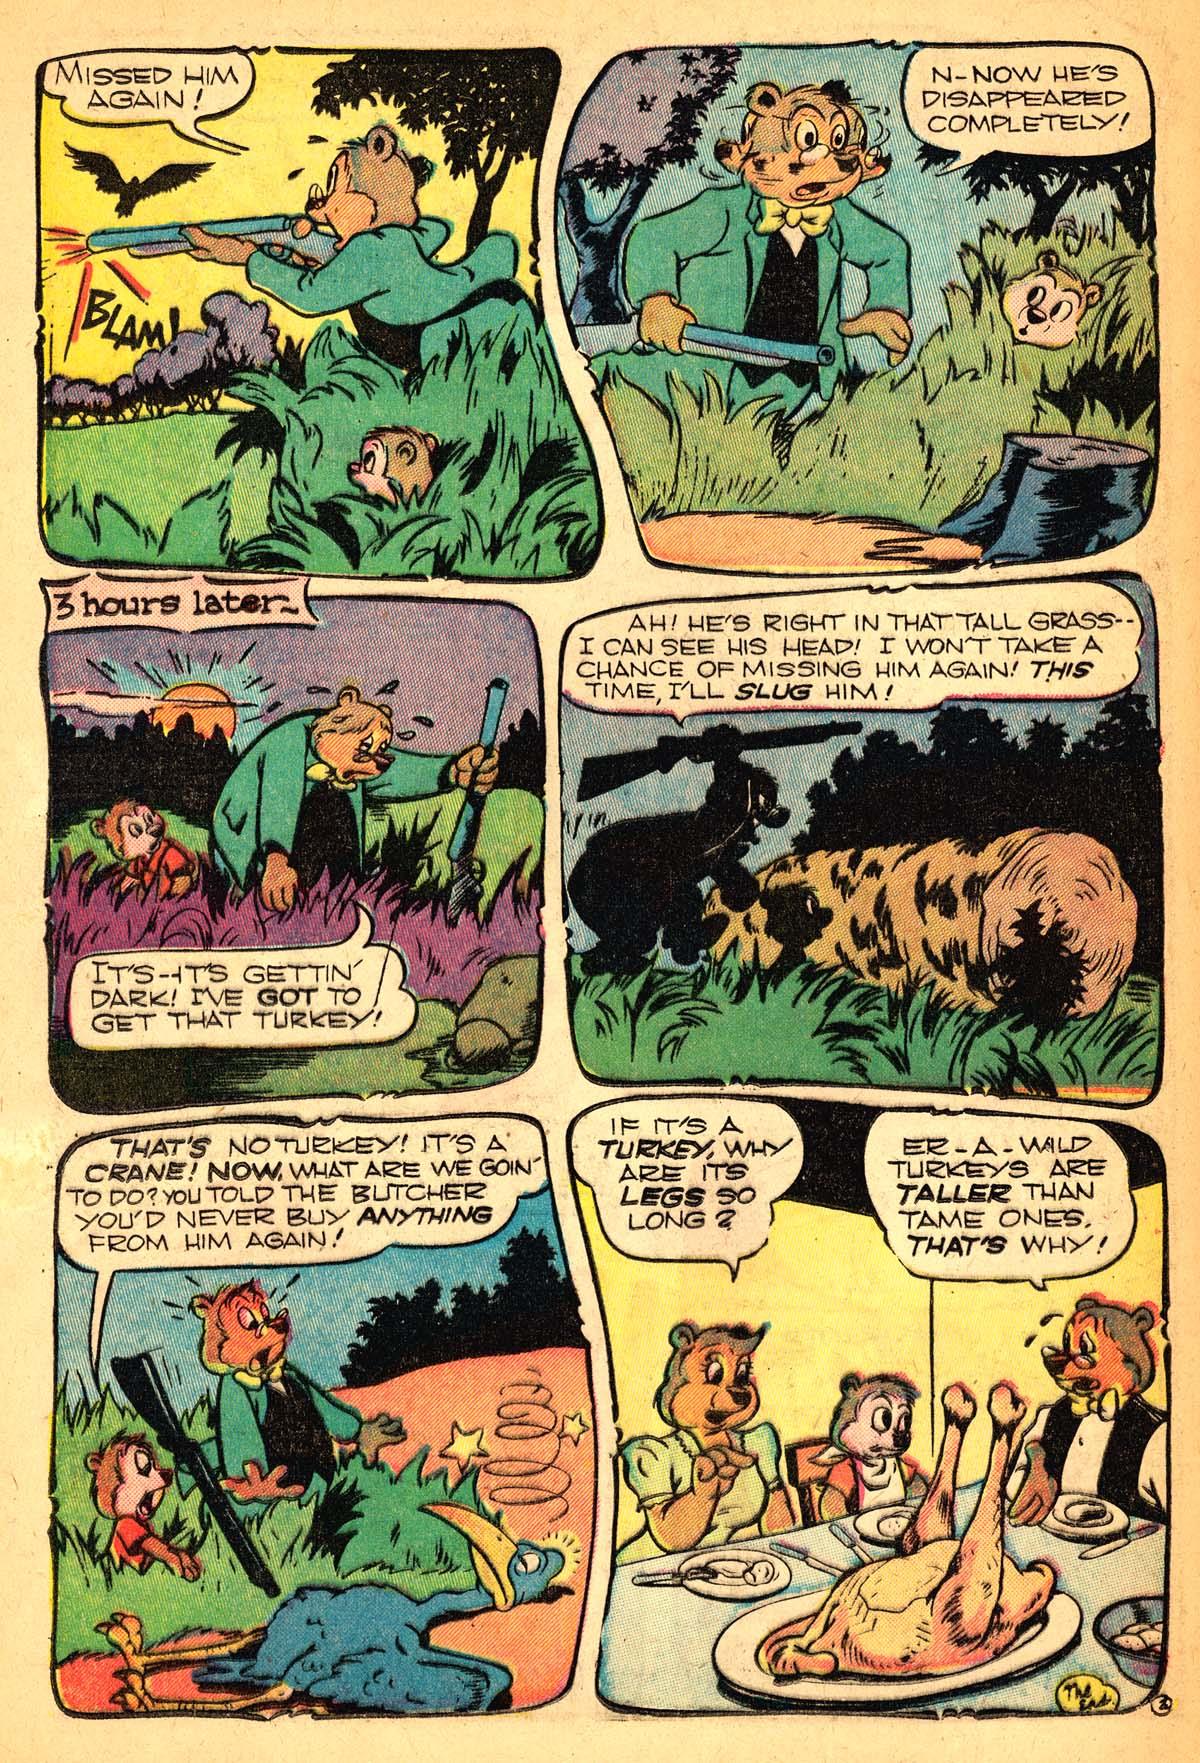 MISSED HIM
AGAIN!
BLAM!
N-NOW HE'S
DISAPPEARED
COMPLETELY!
3 hours later~
IT'S--IT'S GETTIN'
DARK! I'VE GOT TO
GET THAT TURKEY!
AH! HE'S RIGHT IN THAT TALL GRASS--
I CAN SEE HIS HEAD! I WON'T TAKE A
CHANCE OF MISSING HIM AGAIN! THIS
TIME, I'LL SLUG HIM!
THAT'S NO TURKEY! IT'S A
CRANE! NOW, WHAT ARE WE GOIN'
TO DO? YOU TOLD THE BUTCHER
YOU'D NEVER BUY ANYTHING
FROM HIM AGAIN!
IF IT'S A
TURKEY, WHY
ARE ITS
LEGS SO
LONG?
ER-A-WILD
TURKEYS ARE
TALLER THAN
TAME ONES.
THAT'S WHY!
The
End.
3